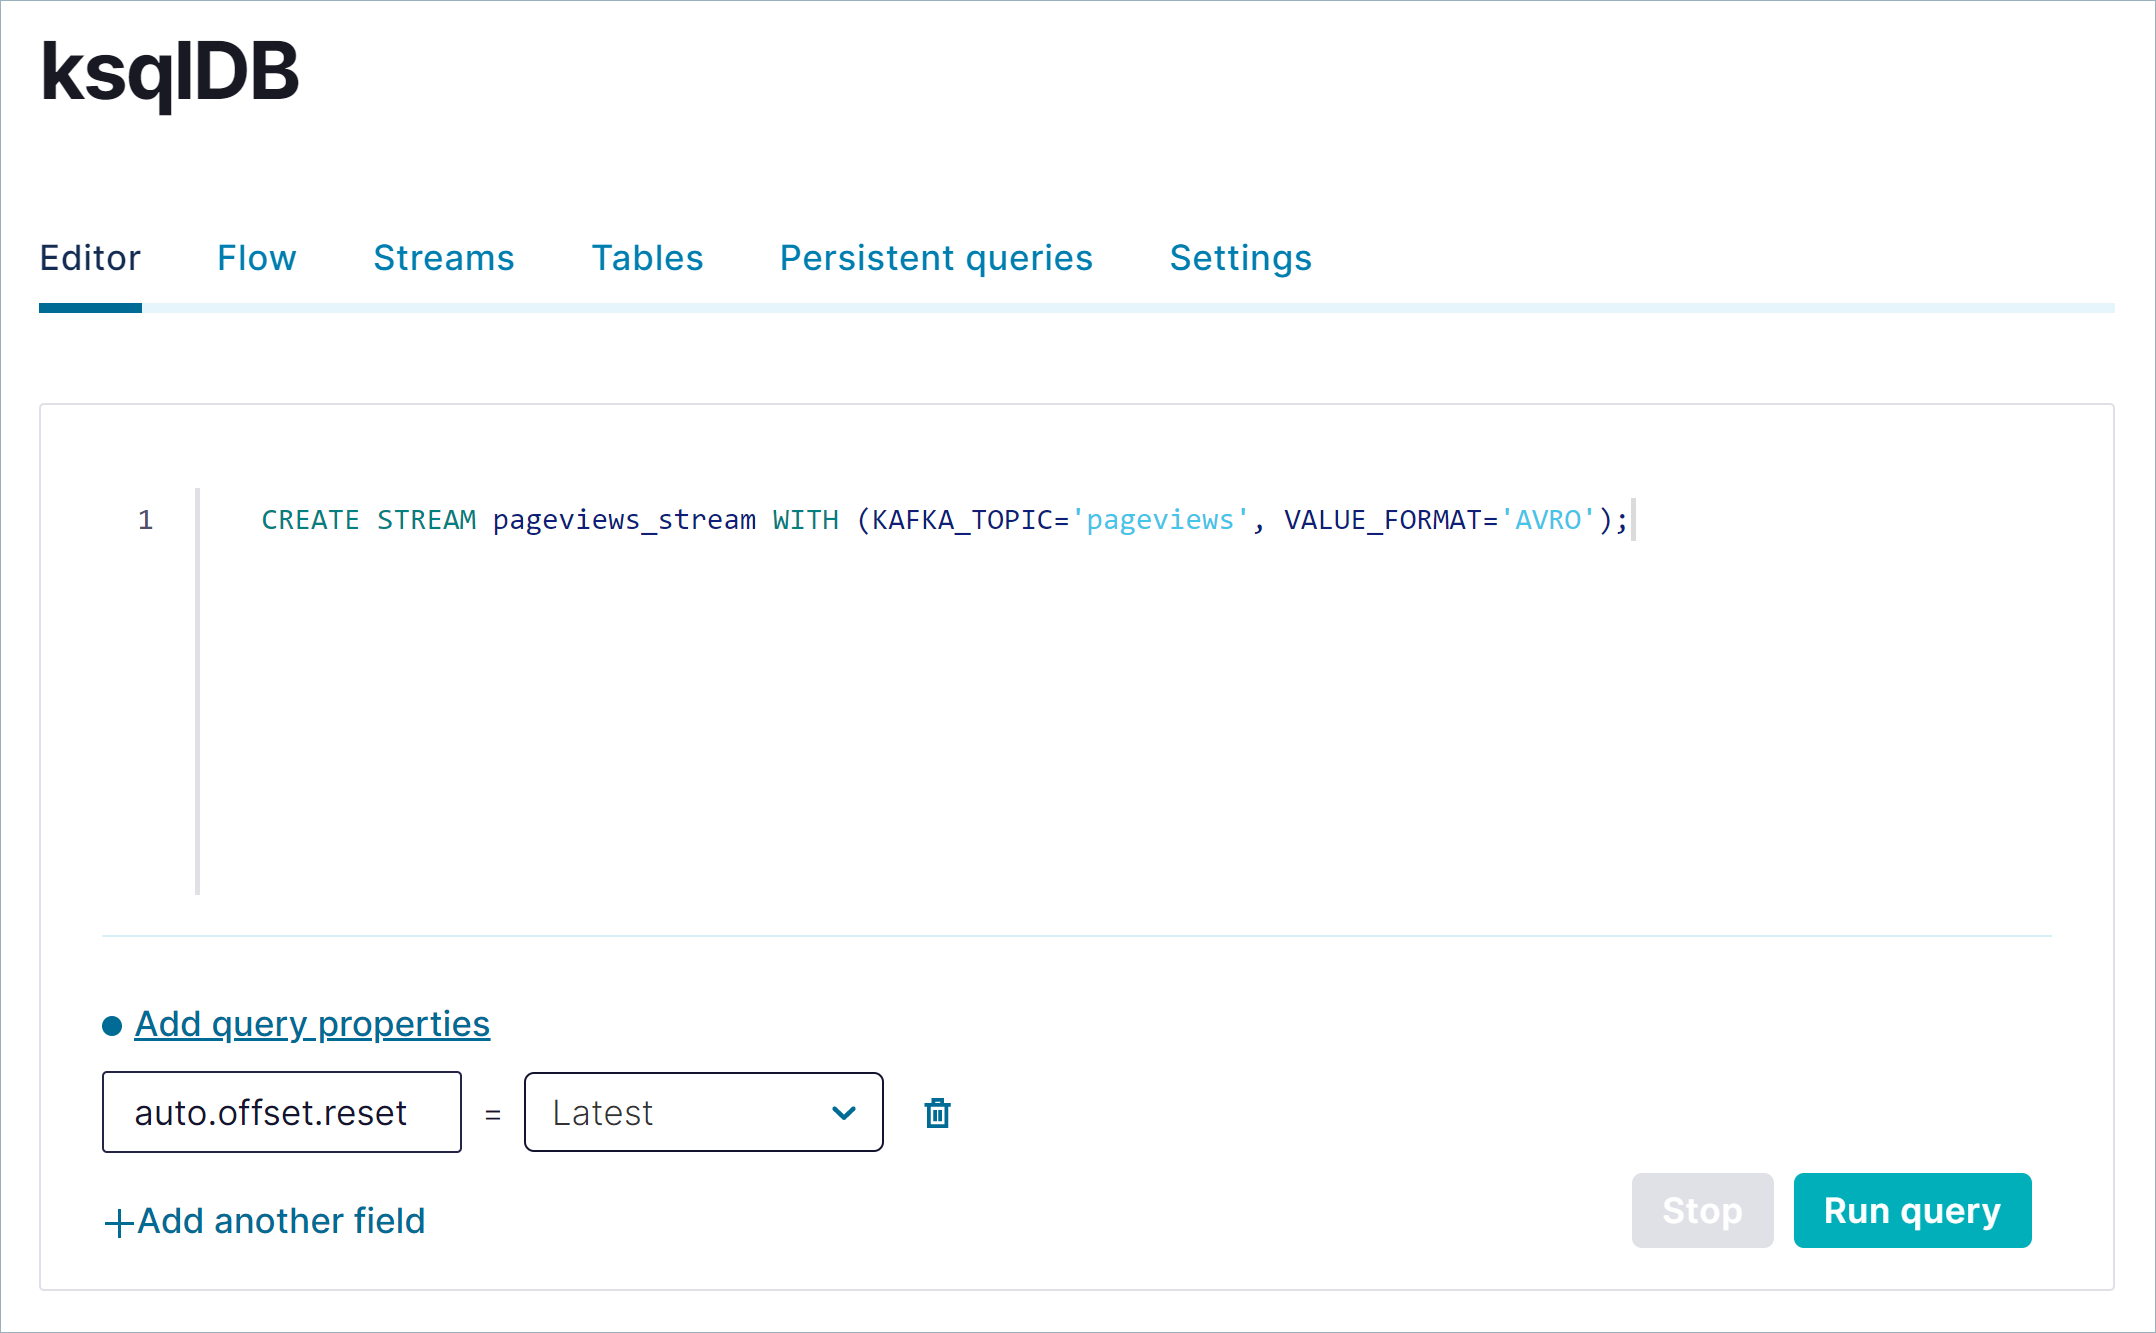 ksqlDB
Editor Flow Streams Tables Persistent queries Settings
1 CREATE STREAM pageviews_stream WITH (KAFKA_TOPIC='pageviews', VALUE_FORMAT='AVRO');
Add query properties
auto.offset.reset = Latest
+Add another field
Stop Run query